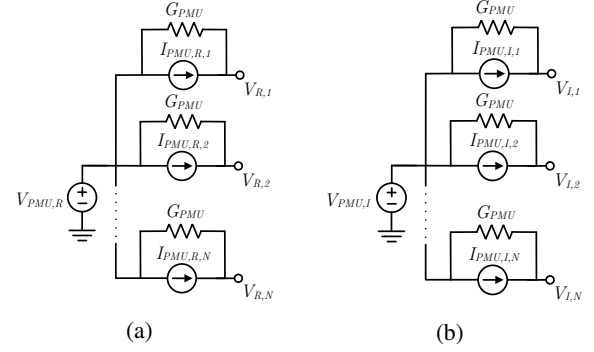 G_PMU
I_PMU,R,1
V_R,1
G_PMU
I_PMU,R,2
V_R,2
V_PMU,R
G_PMU
I_PMU,R,N
V_R,N
(a)
G_PMU
I_PMU,I,1
V_I,1
G_PMU
I_PMU,I,2
V_I,2
V_PMU,I
G_PMU
I_PMU,I,N
V_I,N
(b)